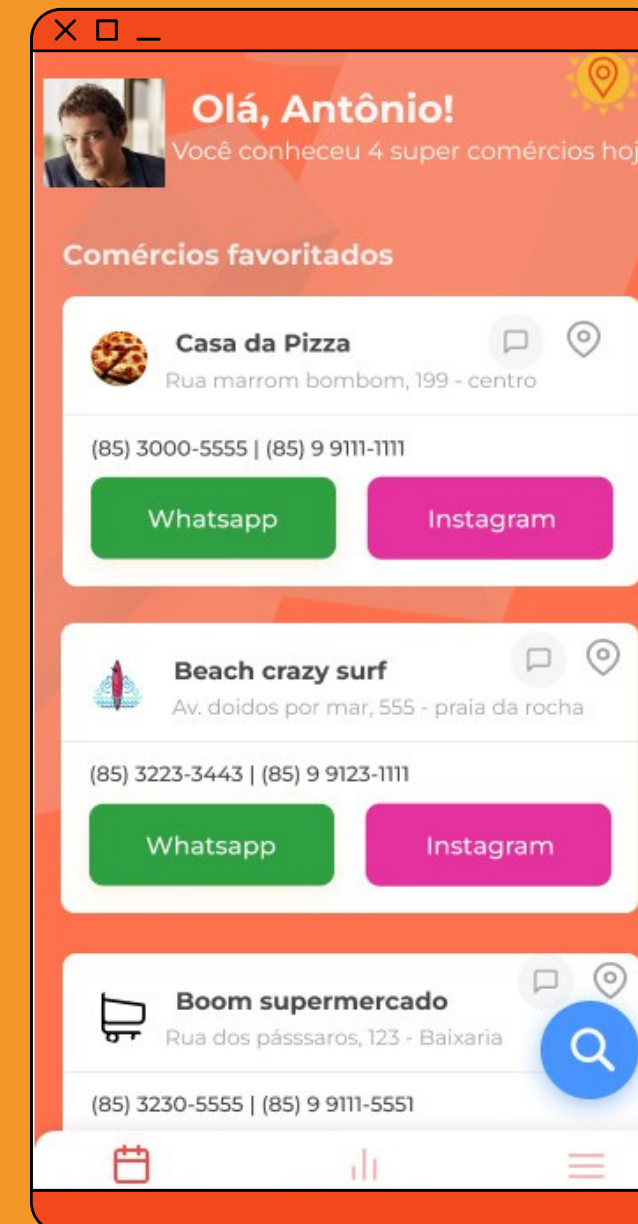 Olá, Antônio!
Você conheceu 4 super comércios hoj
Comércios favoritados
Casa da Pizza
Rua marrom bombom, 199 - centro
(85) 3000-5555 | (85) 9 9111-1111
Whatsapp
Instagram
Beach crazy surf
Av. doidos por mar, 555 - praia da rocha
(85) 3223-3443 | (85) 9 9123-1111
Whatsapp
Instagram
Boom supermercado
Rua dos pásssaros, 123 - Baixaria
(85) 3230-5555 | (85) 9 9111-5551